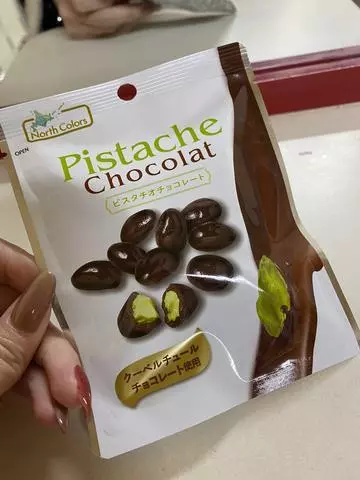 North Colors
OPEN
Pistache
Chocolat
ピスタチオチョコレート
クーベルチュール
チョコレート使用